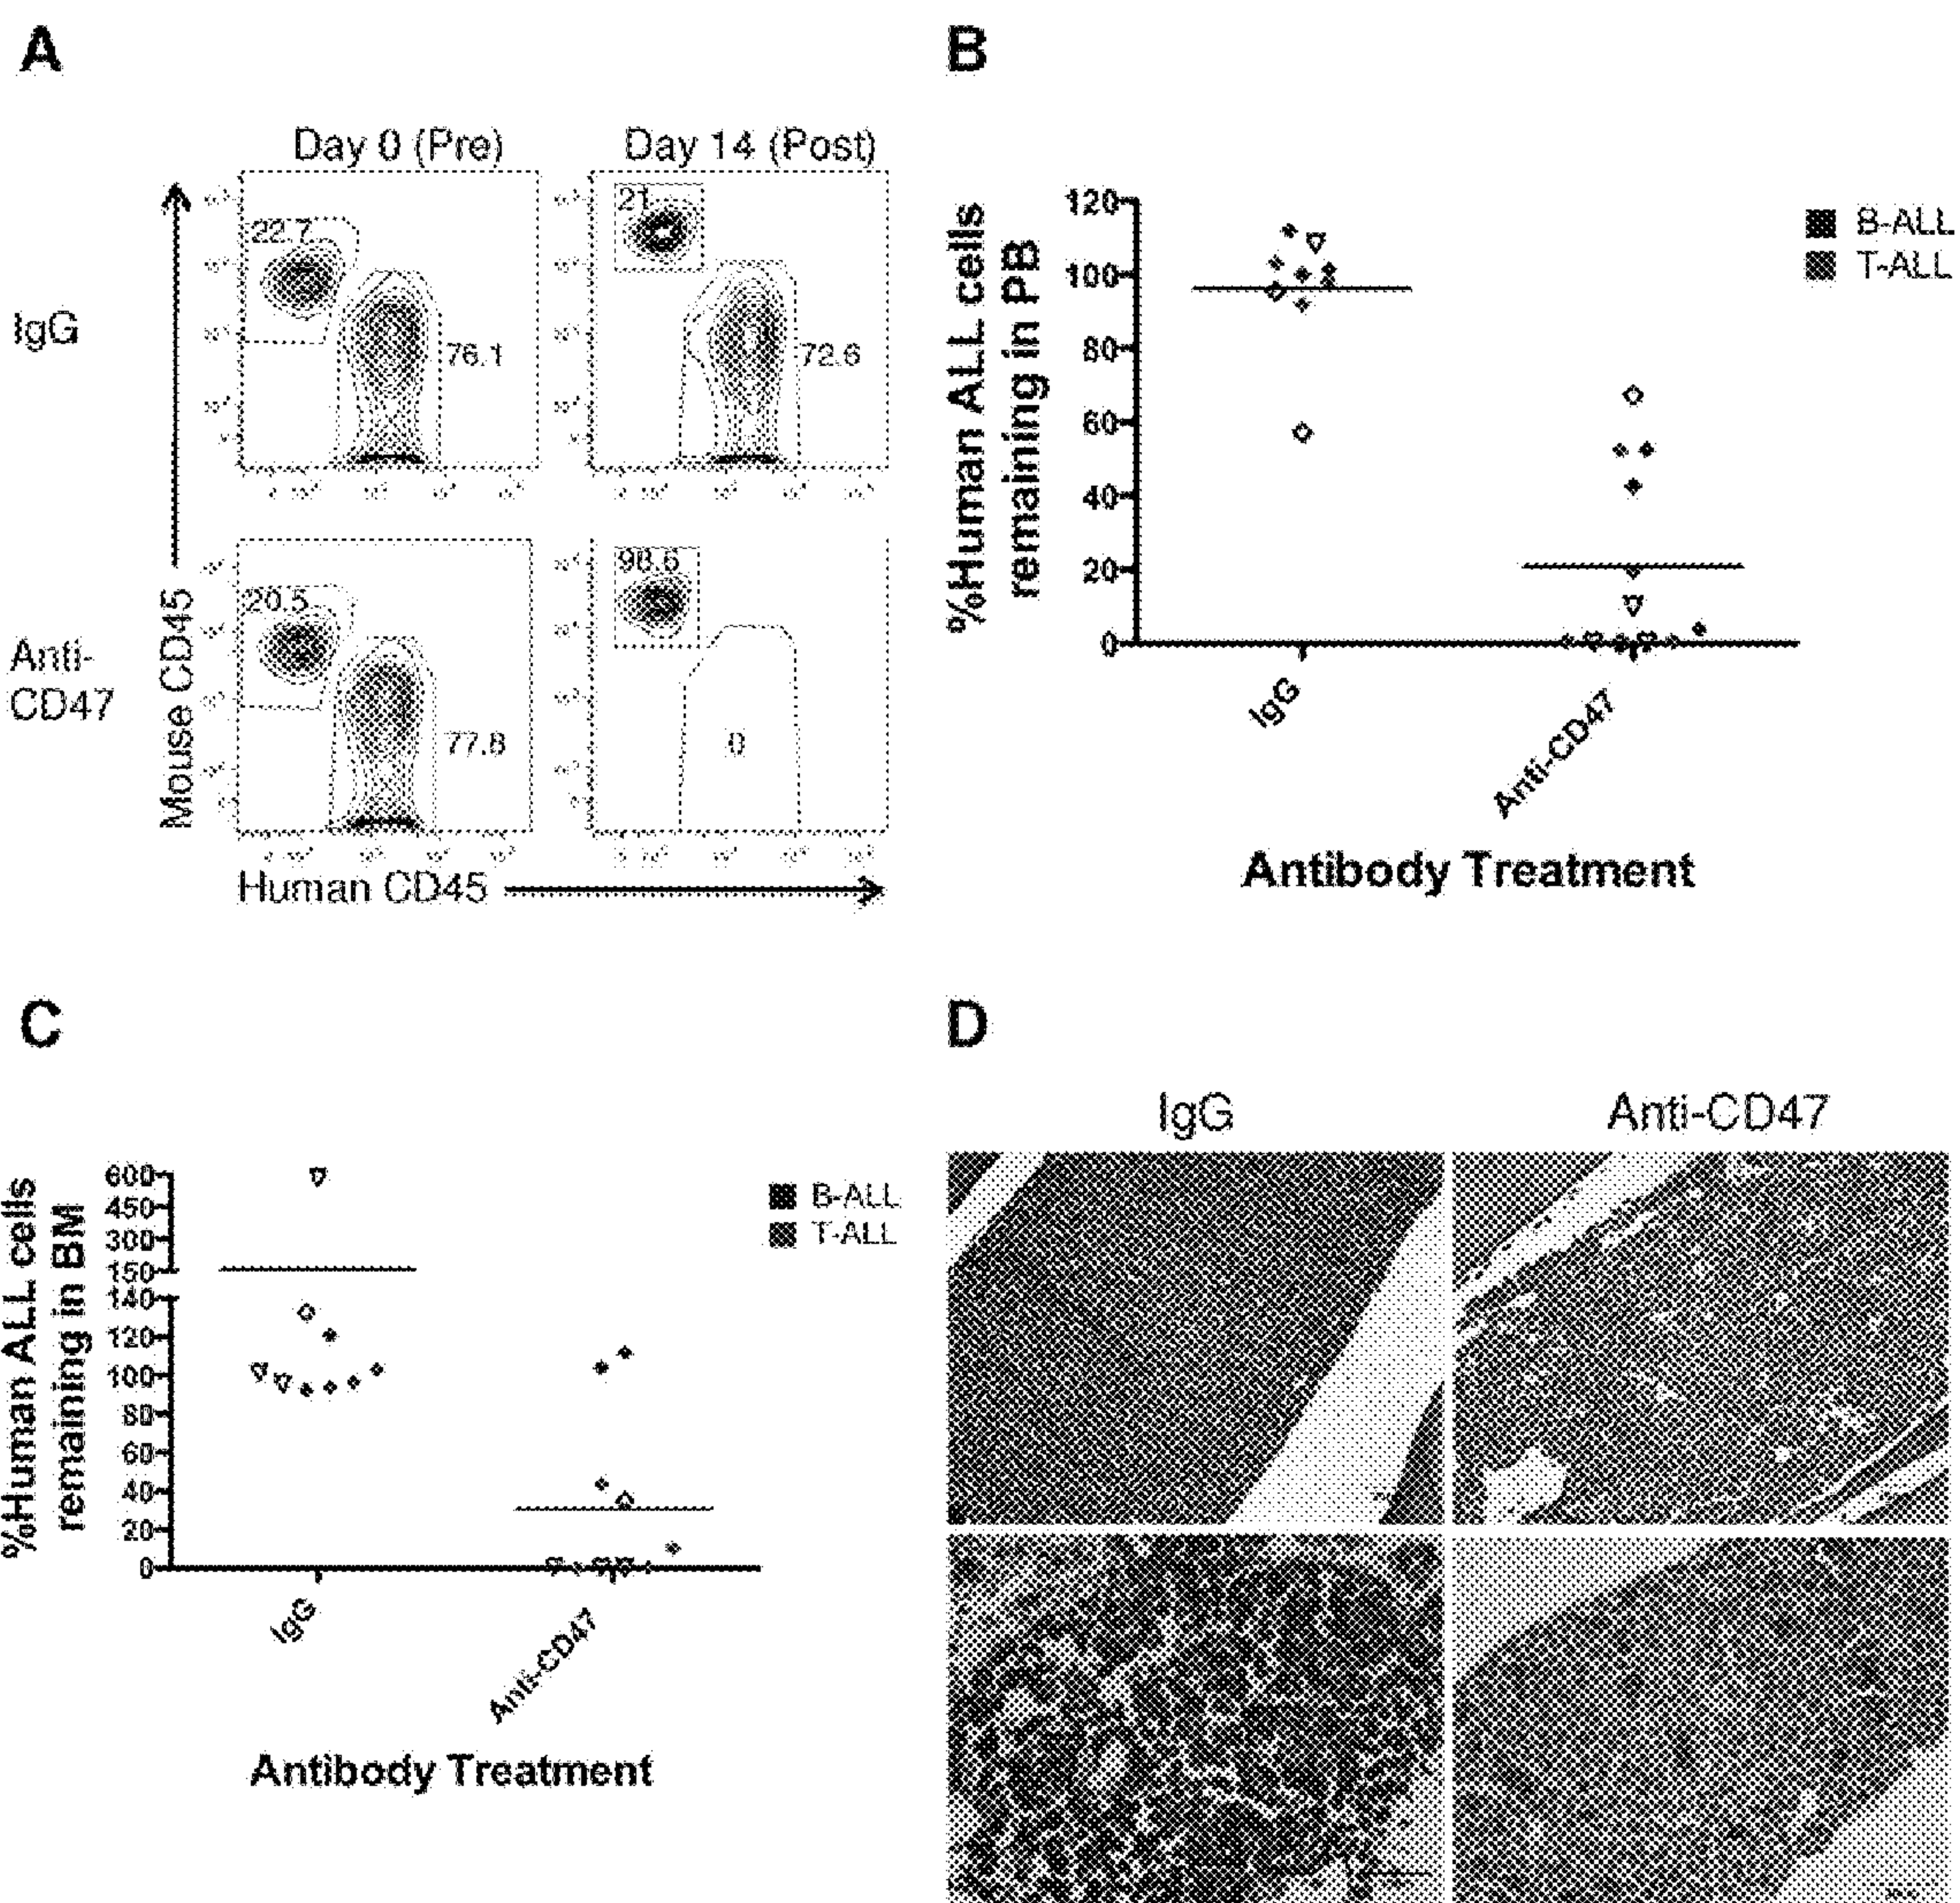 A
Day 0 (Pre)
Day 14 (Post)
IgG
22.7
76.1
21
72.6
Anti-
CD47
20.5
77.8
98.6
0
Mouse CD45
Human CD45
B
%Human ALL cells
remaining in PB
120
100
80
60
40
20
0
IgG
Anti-CD47
Antibody Treatment
B-ALL
T-ALL
C
%Human ALL cells
remaining in BM
600
450
300
150
140
120
100
80
60
40
20
0
IgG
Anti-CD47
Antibody Treatment
B-ALL
T-ALL
D
IgG
Anti-CD47